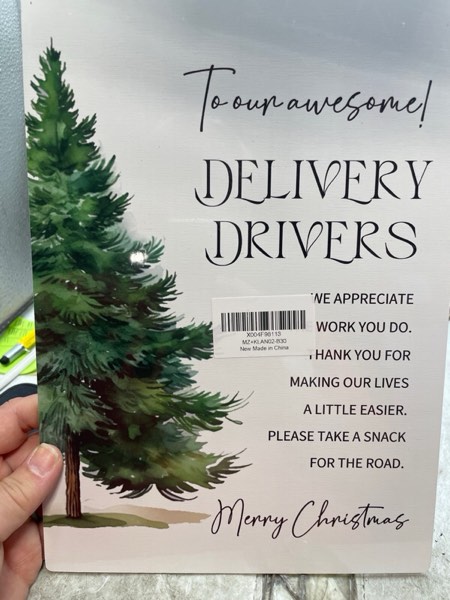 To our awesome!
DELIVERY
DRIVERS
WE APPRECIATE
WORK YOU DO.
THANK YOU FOR
MAKING OUR LIVES
A LITTLE EASIER.
PLEASE TAKE A SNACK
FOR THE ROAD.
Merry Christmas
X004F98113
MZ+KLAN02-B30
New Made in China